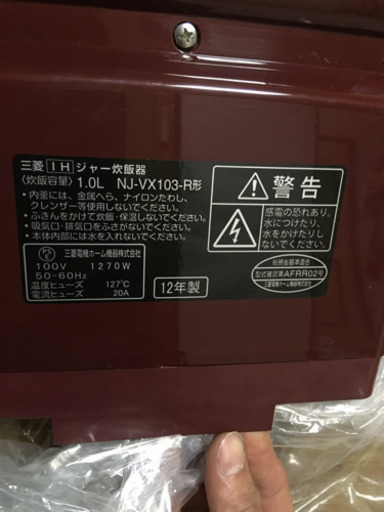 三菱IHジャー炊飯器
〈炊飯容量〉1.0L NJ-VX103-R形
・内釜には、金属へら、ナイロンたわし、
クレンザー等使用しないでください。
・ふきんをかけて炊飯・保温しないでください。
・吸気口・排気口をふさがないでください。
・本体内部には水を入れないでください。
三菱電機ホーム機器株式会社
100V 1270W
50-60Hz
温度ヒューズ 127℃
電流ヒューズ 20A
12年製
警告
感電の恐れあり。
水につけたり、
水をかけたりし
ないでください。
総務省基準適合
型式確認第AFRR02号
三菱電機ホーム機器株式会社